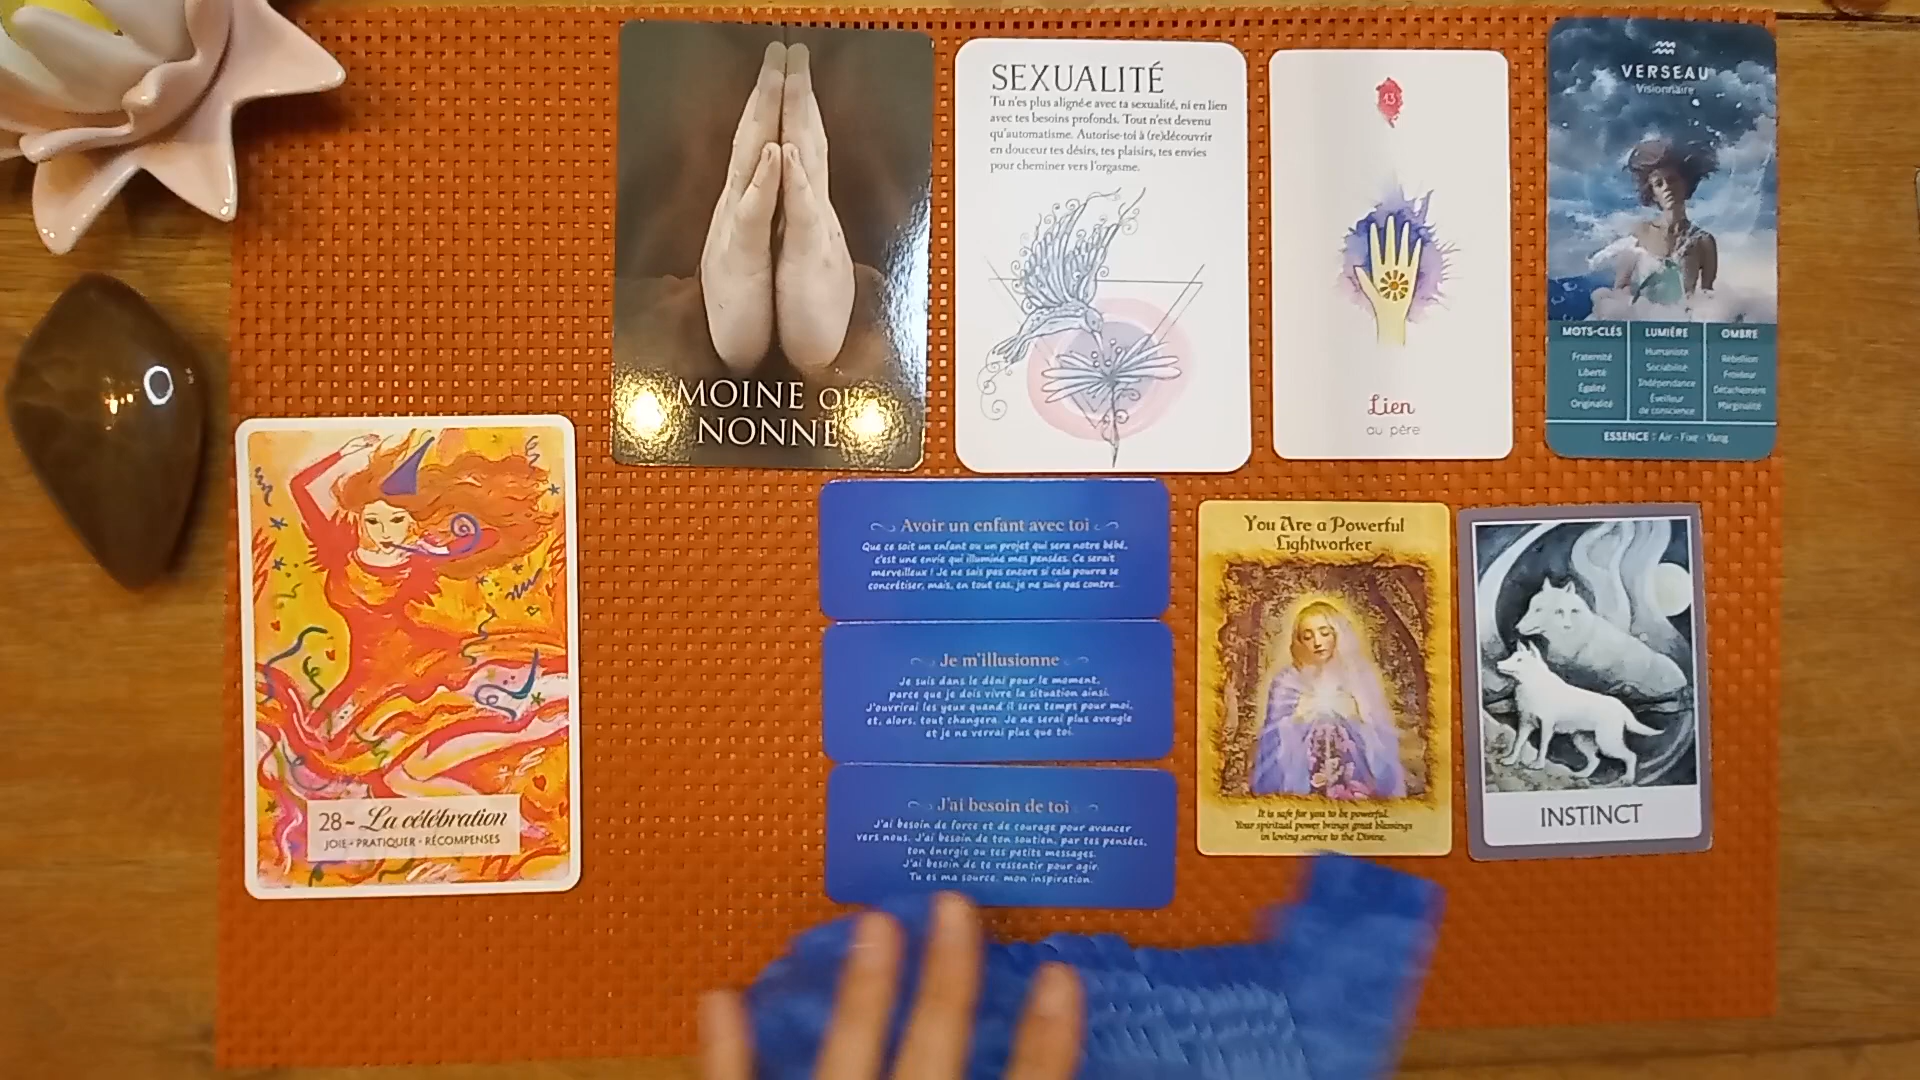 MOINE OU
NONNE
SEXUALITÉ
Tu n'es plus aligné·e avec ta sexualité, ni en lien
avec tes besoins profonds. Tout n'est devenu
qu'automatisme. Autorise-toi à (re)découvrir
en douceur tes désirs, tes plaisirs, tes envies
pour cheminer vers l'orgasme.
13
Lien
au père
VERSEAU
Visionnaire
MOTS-CLÉS
Fraternité
Liberté
Égalité
Originalité
LUMIÈRE
Humaniste
Sociabilité
Indépendance
Éveilleur
de conscience
OMBRE
Rébellion
Froideur
Détachement
Marginalité
ESSENCE : Air - Fixe - Yang
28~ La célébration
JOIE • PRATIQUER • RÉCOMPENSES
Avoir un enfant avec toi
Que ce soit un enfant ou un projet qui sera notre bébé,
c'est une envie qui illumine mes pensées. Ce serait
merveilleux ! Je ne sais pas encore si cela pourra se
concrétiser, mais, en tout cas, je ne suis pas contre.
Je m'illusionne
Je suis dans le déni pour le moment,
parce que je dois vivre la situation ainsi.
J'ouvrirai les yeux quand il sera temps pour moi,
et, alors, tout changera. Je ne serai plus aveugle
et je ne verrai plus que toi.
J'ai besoin de toi
J'ai besoin de force et de courage pour avancer
vers nous. J'ai besoin de ton soutien, par tes pensées,
ton énergie ou tes petits messages.
J'ai besoin de te ressentir pour agir.
Tu es ma source, mon inspiration.
You Are a Powerful
Lightworker
It is safe for you to be powerful.
Your spiritual power brings great blessings
in loving service to the Divine.
INSTINCT